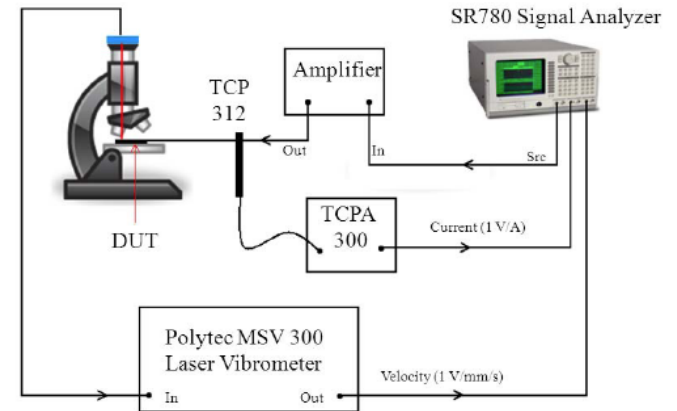 SR780 Signal Analyzer
Amplifier
TCP
312
Out
In
Src
TCPA
300
Current (1 V/A)
DUT
Polytec MSV 300
Laser Vibrometer
Velocity (1 V/mm/s)
In
Out